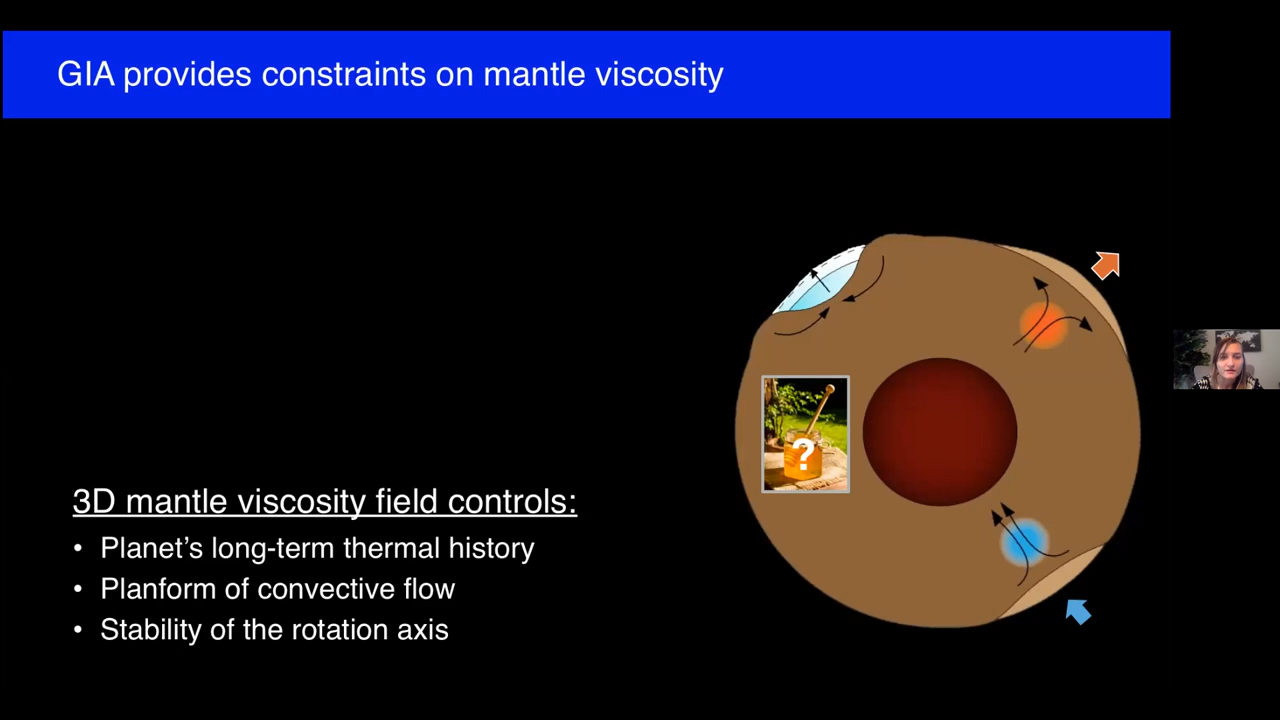 GIA provides constraints on mantle viscosity
?
3D mantle viscosity field controls:
• Planet's long-term thermal history
• Planform of convective flow
• Stability of the rotation axis